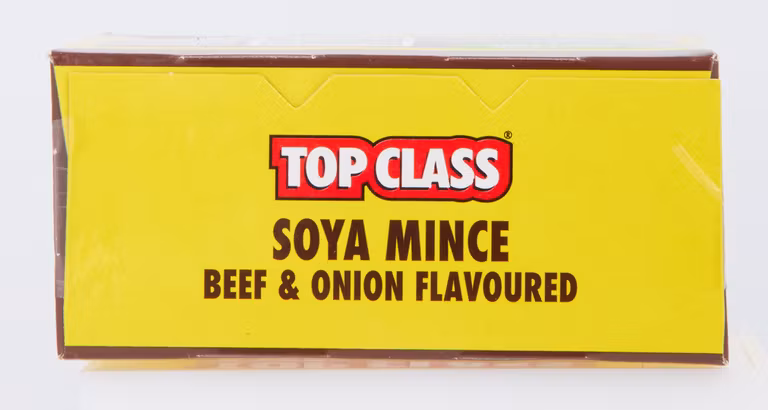 TOP CLASS®
SOYA MINCE
BEEF & ONION FLAVOURED